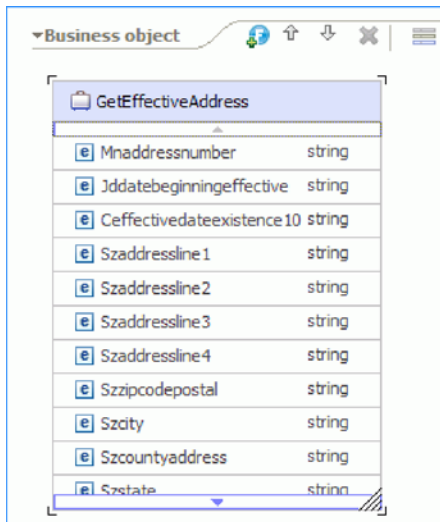 Business object
GetEffectiveAddress
Mnaddressnumber string
Jddatebeginningeffective string
Ceffectivedateexistence10 string
Szaddressline1 string
Szaddressline2 string
Szaddressline3 string
Szaddressline4 string
Szzipcodepostal string
Szcity string
Szcountyaddress string
Szstate string